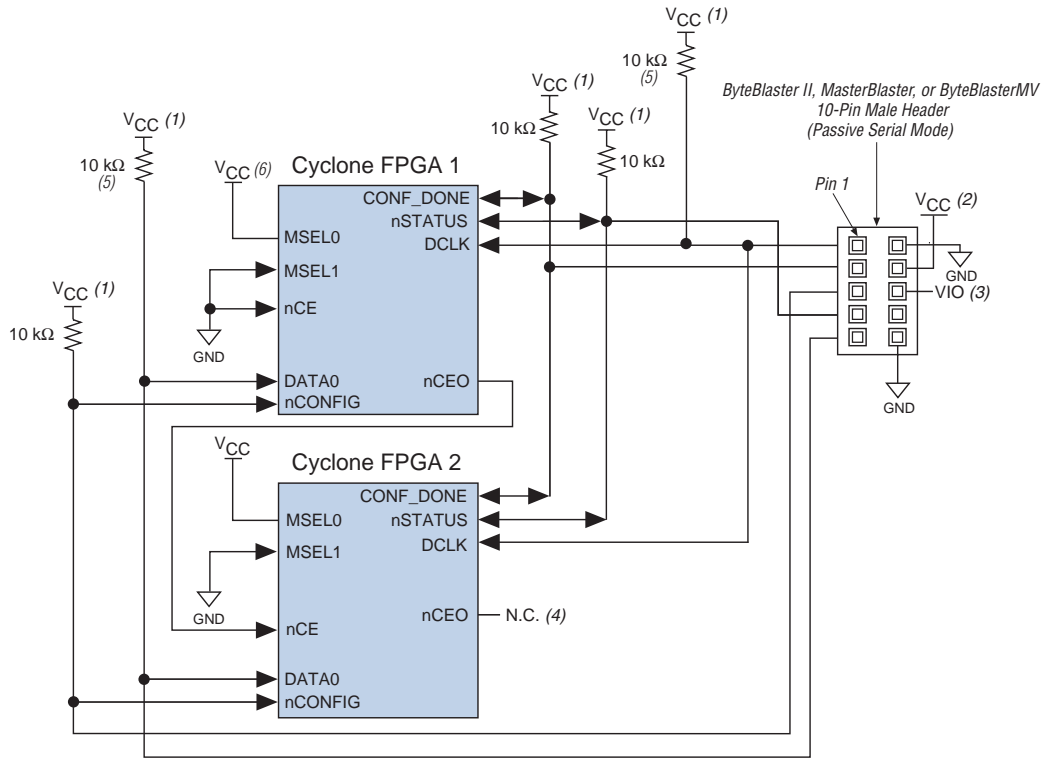 VCC (1)
10 kΩ
(5)
VCC (1)
10 kΩ
VCC (1)
10 kΩ
ByteBlaster II, MasterBlaster, or ByteBlasterMV
10-Pin Male Header
(Passive Serial Mode)
Pin 1
VCC (2)
GND
VIO (3)
GND
VCC (1)
10 kΩ
(5)
VCC (6)
VCC (1)
10 kΩ
Cyclone FPGA 1
CONF_DONE
nSTATUS
DCLK
MSEL0
MSEL1
nCE
GND
DATA0
nCEO
nCONFIG
VCC
Cyclone FPGA 2
CONF_DONE
nSTATUS
DCLK
MSEL0
MSEL1
GND
nCEO
N.C. (4)
nCE
DATA0
nCONFIG